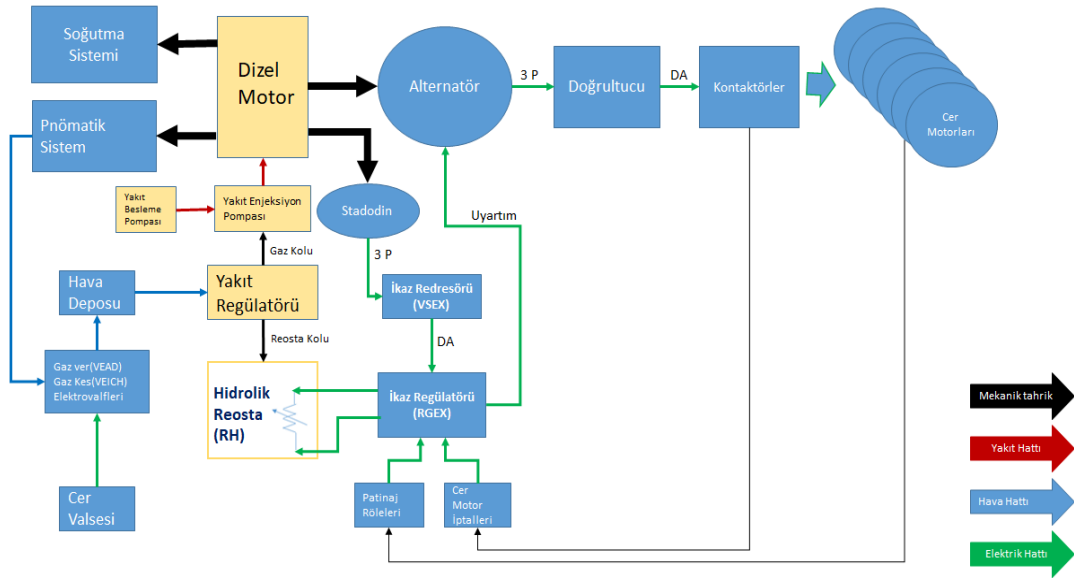 Soğutma
Sistemi
Dizel
Motor
Alternatör
3 P
Doğrultucu
DA
Kontaktörler
Cer
Motorları
Pnömatik
Sistem
Yakıt
Besleme
Pompası
Yakıt Enjeksiyon
Pompası
Stadodin
Uyartım
Gaz Kolu
3 P
Hava
Deposu
Yakıt
Regülatörü
İkaz Redresörü
(VSEX)
Reosta Kolu
DA
Gaz ver(VEAD)
Gaz Kes(VEICH)
Elektrovalfleri
Hidrolik
Reosta
(RH)
İkaz Regülatörü
(RGEX)
Cer
Valsesi
Patinaj
Röleleri
Cer
Motor
İptalleri
Mekanik tahrik
Yakıt Hattı
Hava Hattı
Elektrik Hattı